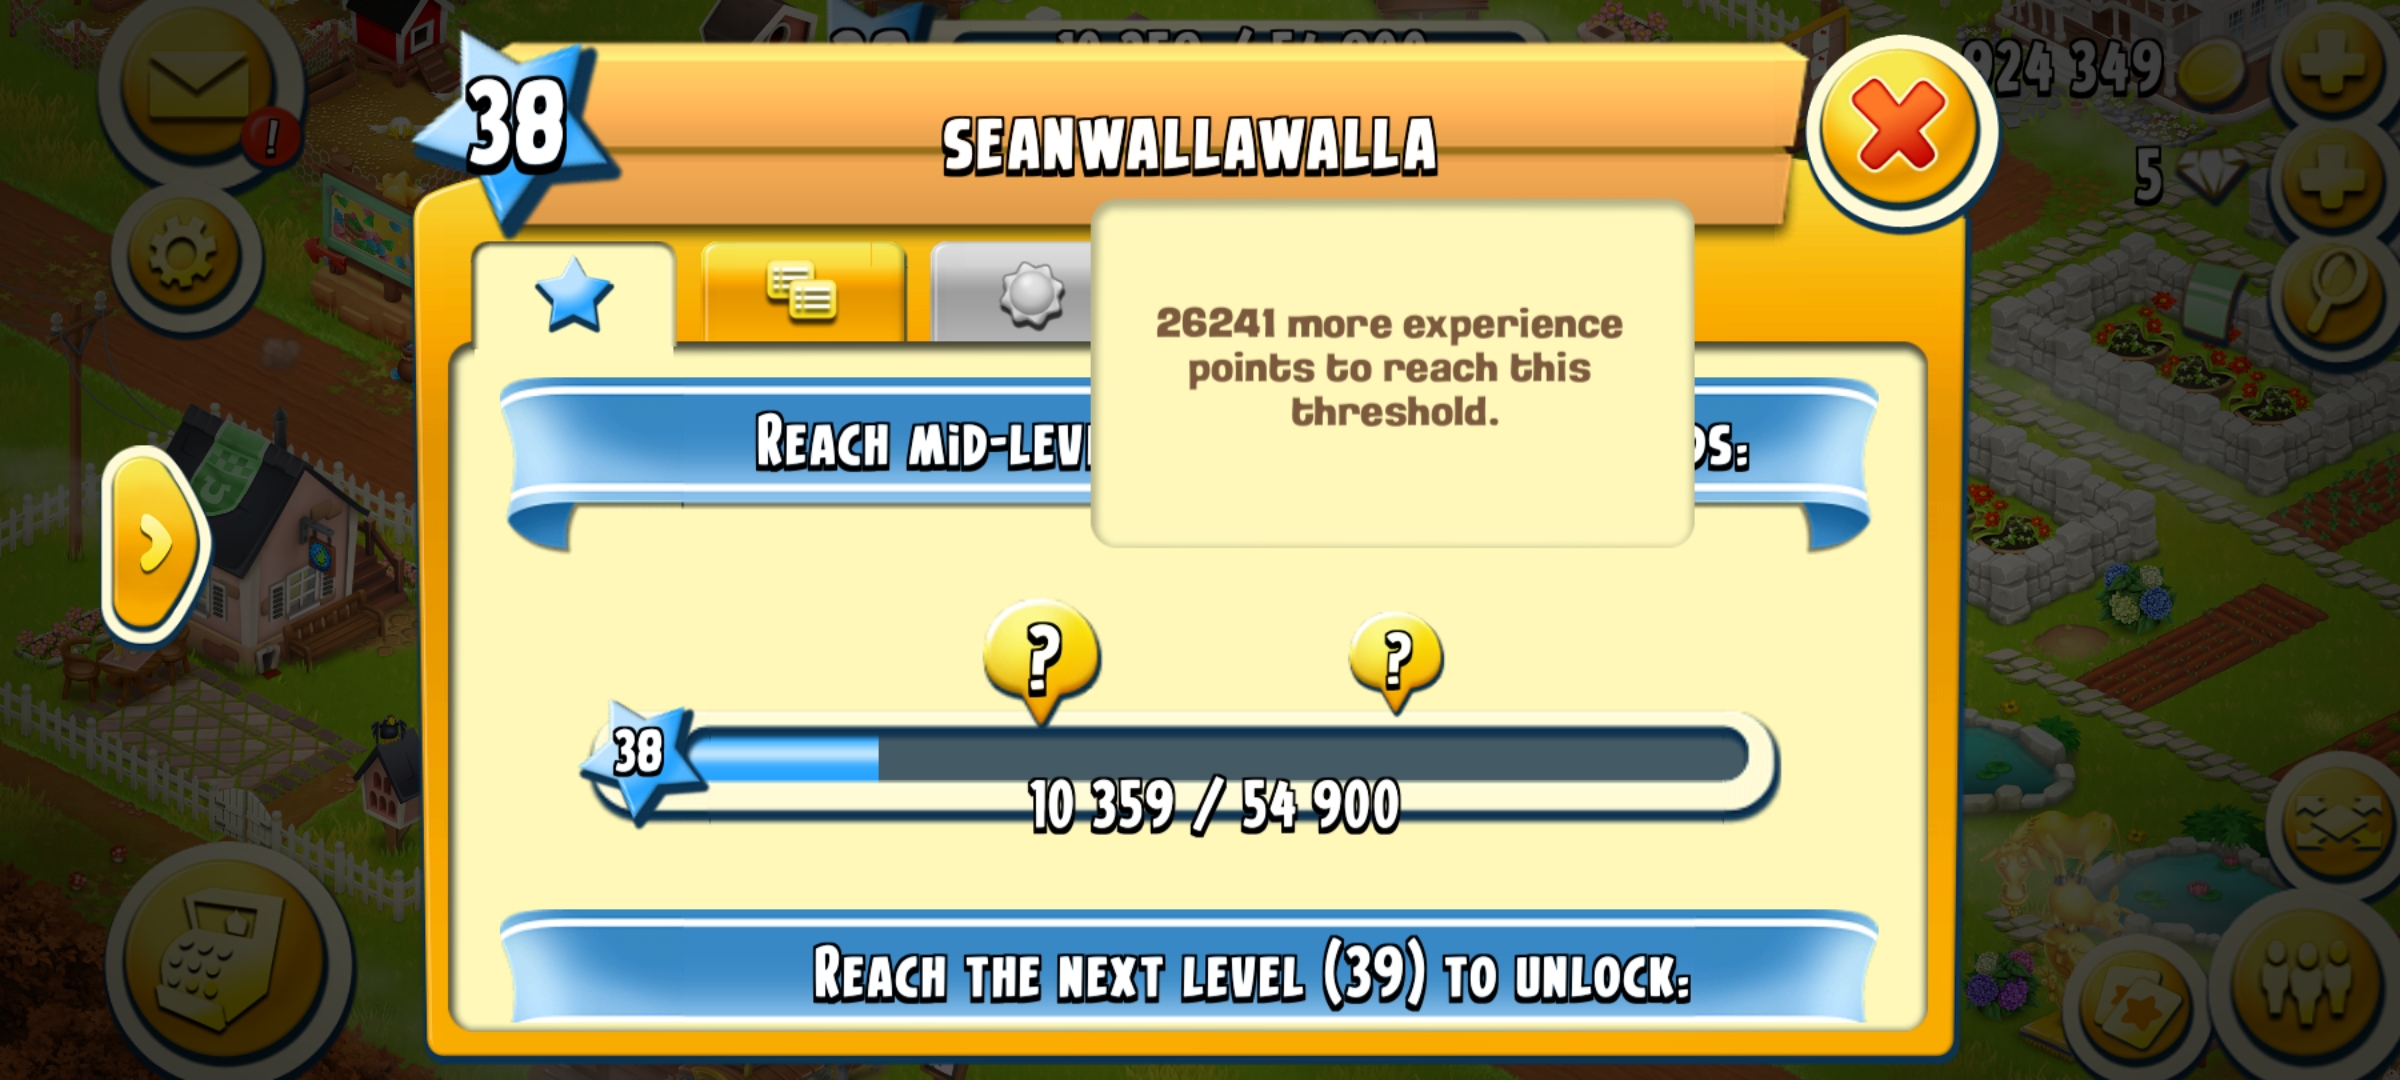 38
SEANWALLAWALLA
924 349
5
!
26241 more experience
points to reach this
threshold.
REACH MID-LEV
DS:
?
?
38
10 359 / 54 900
REACH THE NEXT LEVEL (39) TO UNLOCK: